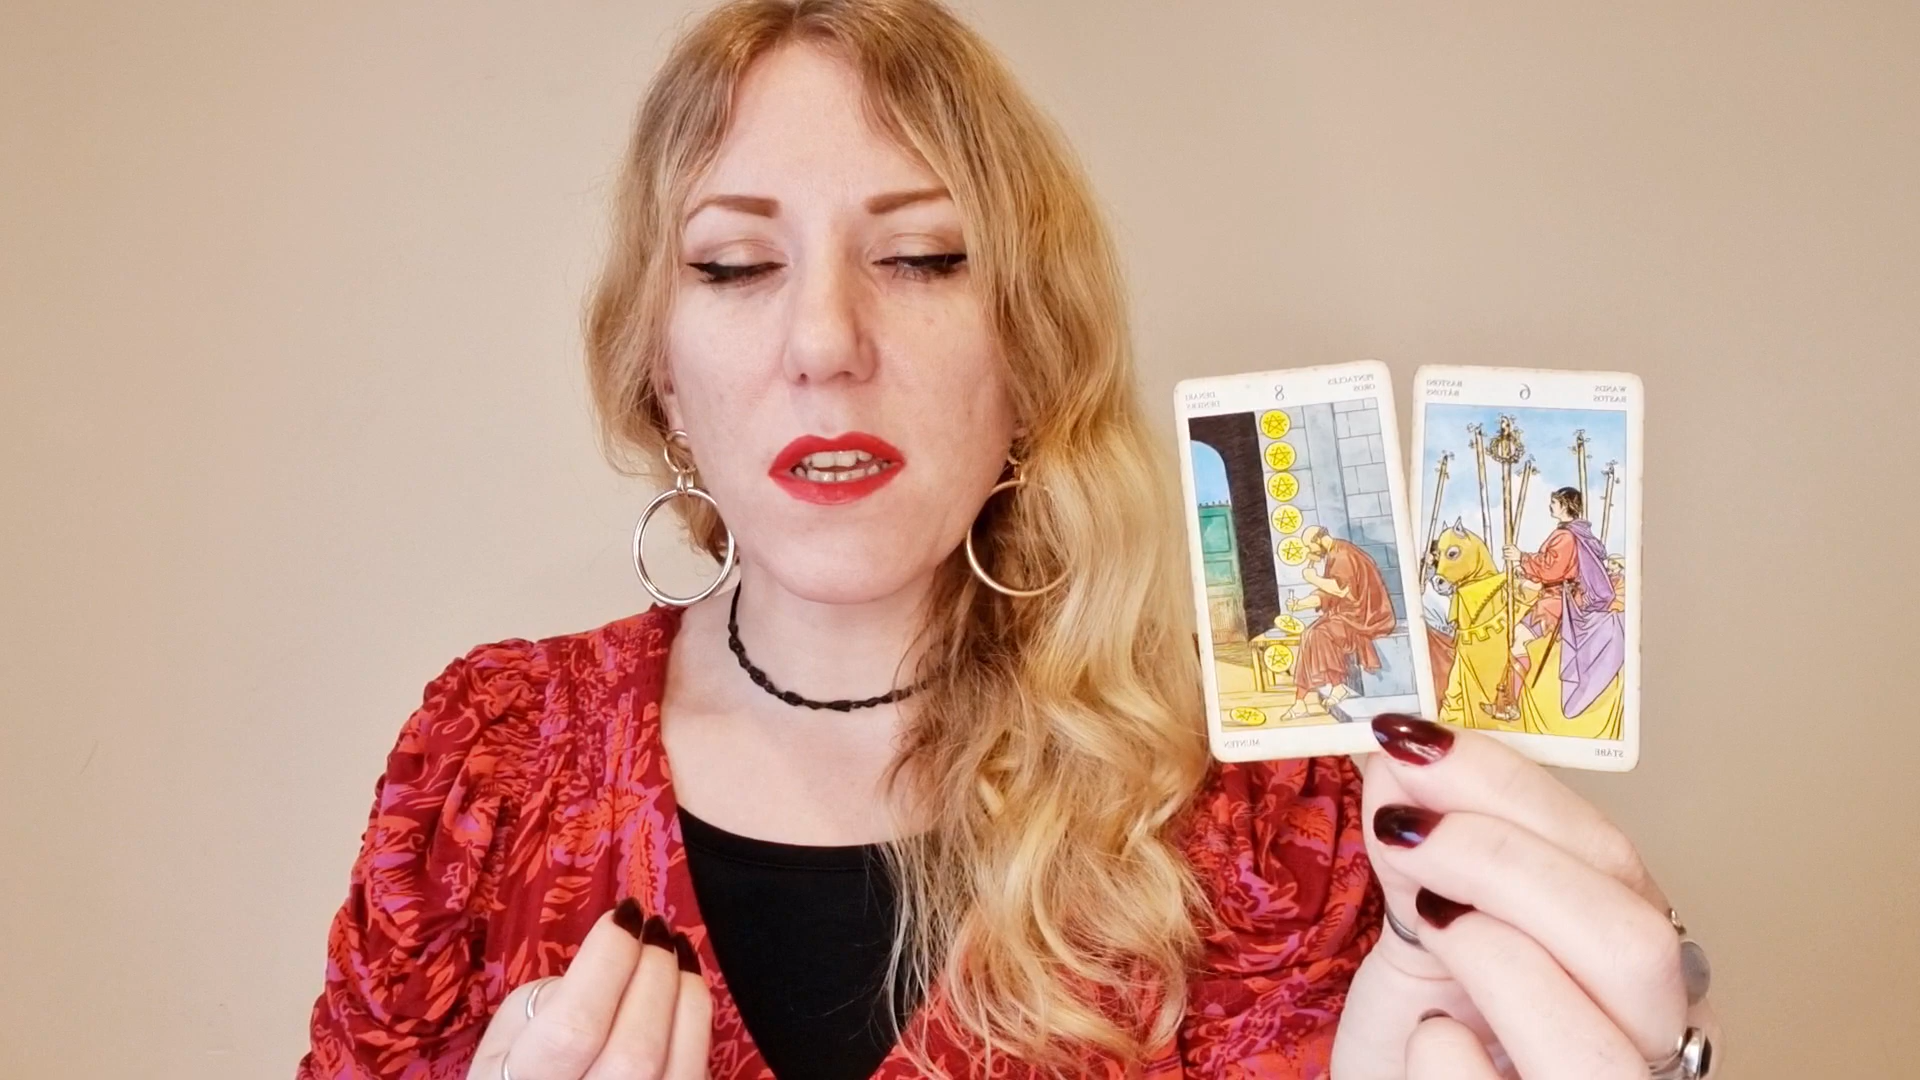 PENTACLES 8 DENARI
OROS DENIERS
MUNTEN
WANDS 6 BASTONI
BASTOS BÂTONS
STÄBE